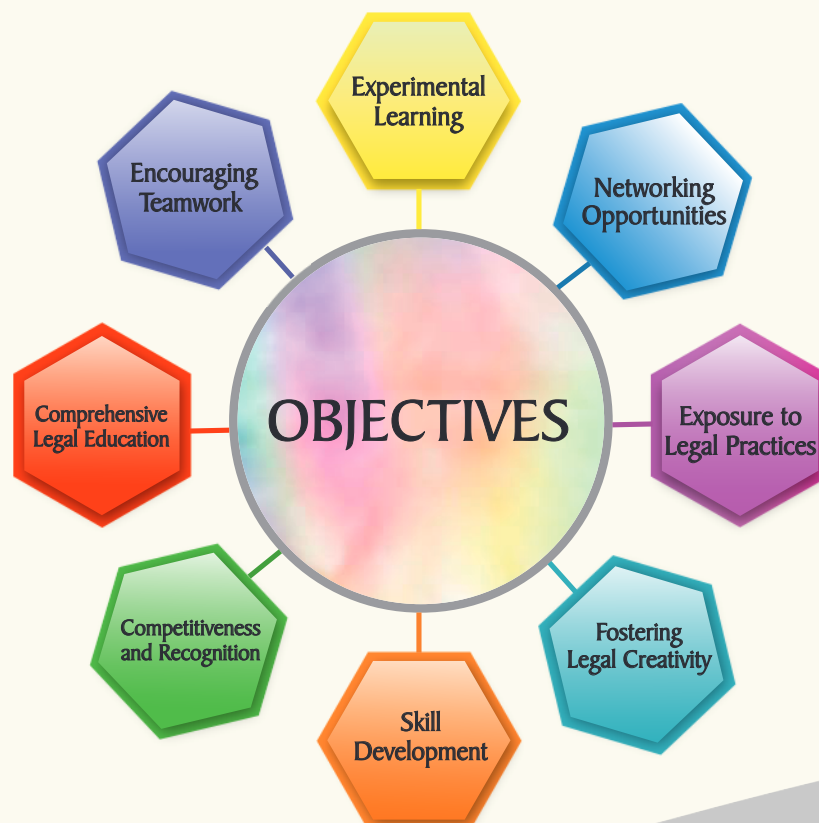 Experimental
Learning
Encouraging
Teamwork
Networking
Opportunities
OBJECTIVES
Comprehensive
Legal Education
Exposure to
Legal Practices
Competitiveness
and Recognition
Fostering
Legal Creativity
Skill
Development